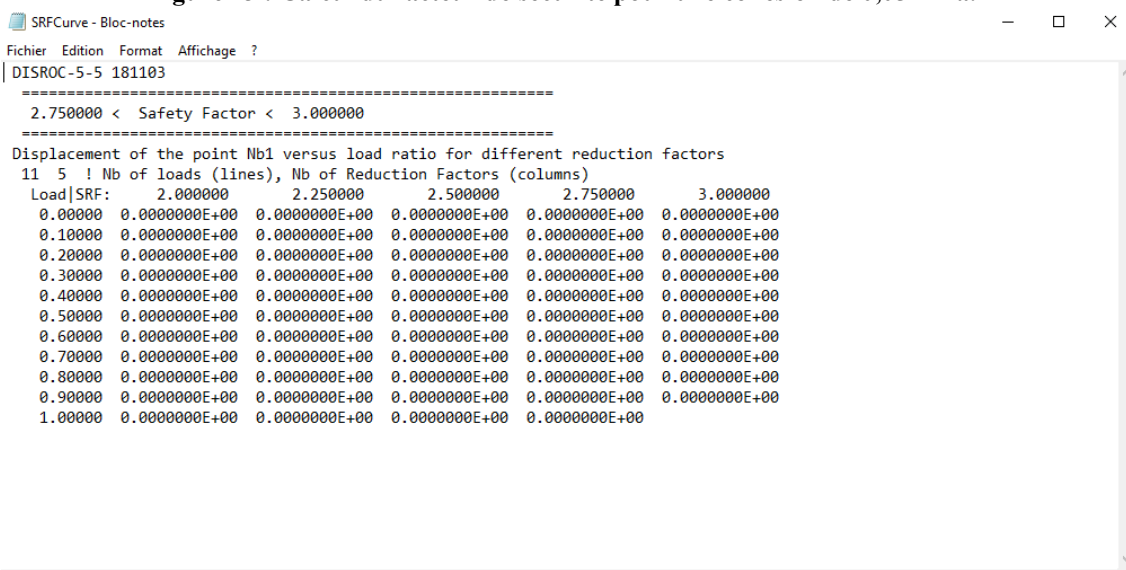 SRFCurve - Bloc-notes
Fichier Edition Format Affichage ?
DISROC-5-5 181103
===========================================================
2.750000 < Safety Factor < 3.000000
===========================================================
Displacement of the point Nb1 versus load ratio for different reduction factors
11 5 ! Nb of loads (lines), Nb of Reduction Factors (columns)
Load|SRF: 2.000000 2.250000 2.500000 2.750000 3.000000
0.00000 0.0000000E+00 0.0000000E+00 0.0000000E+00 0.0000000E+00 0.0000000E+00
0.10000 0.0000000E+00 0.0000000E+00 0.0000000E+00 0.0000000E+00 0.0000000E+00
0.20000 0.0000000E+00 0.0000000E+00 0.0000000E+00 0.0000000E+00 0.0000000E+00
0.30000 0.0000000E+00 0.0000000E+00 0.0000000E+00 0.0000000E+00 0.0000000E+00
0.40000 0.0000000E+00 0.0000000E+00 0.0000000E+00 0.0000000E+00 0.0000000E+00
0.50000 0.0000000E+00 0.0000000E+00 0.0000000E+00 0.0000000E+00 0.0000000E+00
0.60000 0.0000000E+00 0.0000000E+00 0.0000000E+00 0.0000000E+00 0.0000000E+00
0.70000 0.0000000E+00 0.0000000E+00 0.0000000E+00 0.0000000E+00 0.0000000E+00
0.80000 0.0000000E+00 0.0000000E+00 0.0000000E+00 0.0000000E+00 0.0000000E+00
0.90000 0.0000000E+00 0.0000000E+00 0.0000000E+00 0.0000000E+00 0.0000000E+00
1.00000 0.0000000E+00 0.0000000E+00 0.0000000E+00 0.0000000E+00